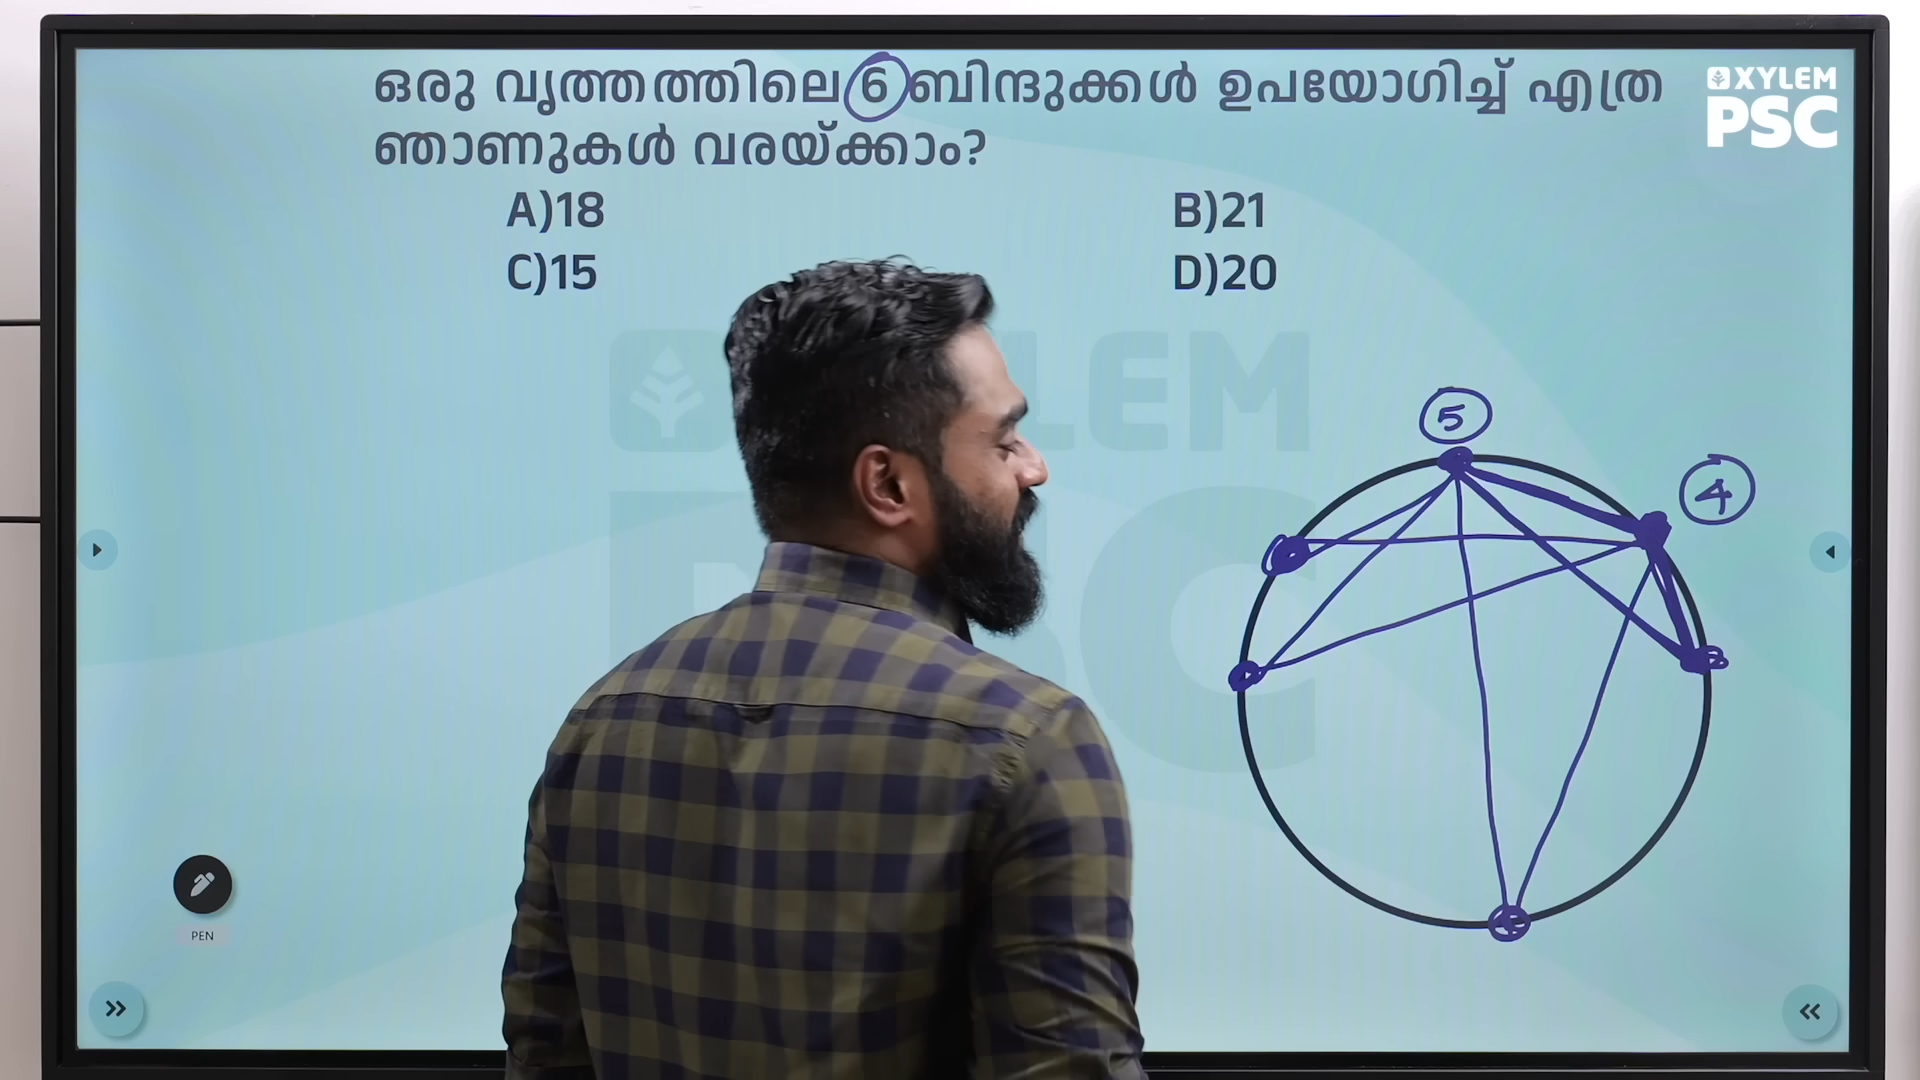 ഒരു വൃത്തത്തിലെ 6 ബിന്ദുക്കൾ ഉപയോഗിച്ച് എത്ര
ഞാണുകൾ വരയ്ക്കാം?
A)18
B)21
C)15
D)20
XYLEM
PSC
5
4
PEN